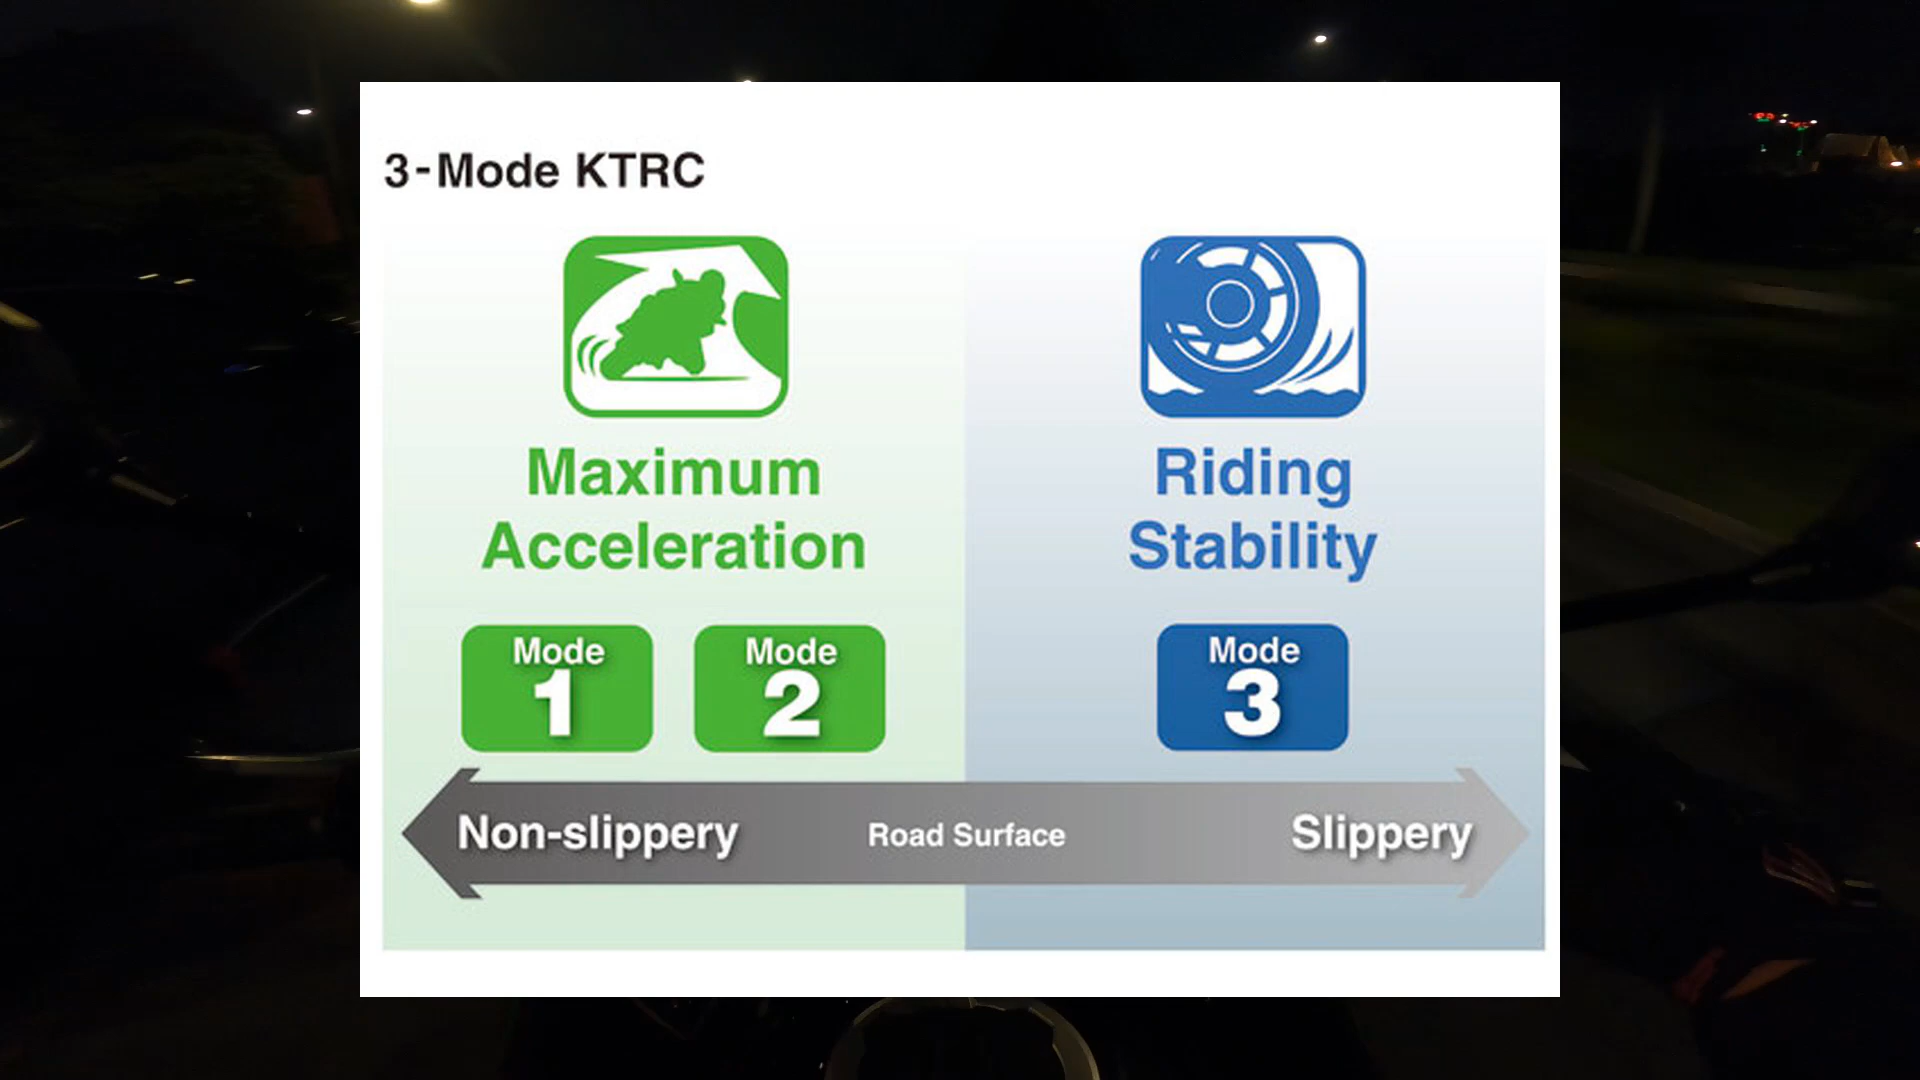 3-Mode KTRC
Maximum
Acceleration
Riding
Stability
Mode
1
Mode
2
Mode
3
Non-slippery
Road Surface
Slippery